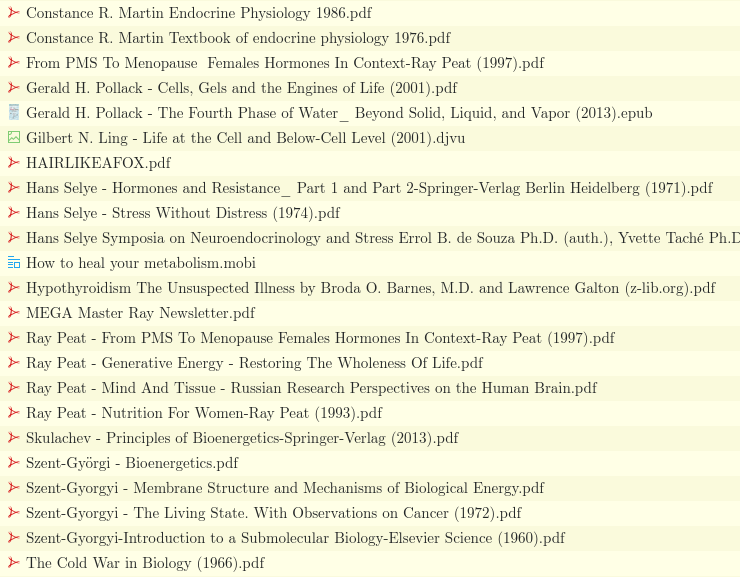 Constance R. Martin Endocrine Physiology 1986.pdf
Constance R. Martin Textbook of endocrine physiology 1976.pdf
From PMS To Menopause  Females Hormones In Context-Ray Peat (1997).pdf
Gerald H. Pollack - Cells, Gels and the Engines of Life (2001).pdf
Gerald H. Pollack - The Fourth Phase of Water_ Beyond Solid, Liquid, and Vapor (2013).epub
Gilbert N. Ling - Life at the Cell and Below-Cell Level (2001).djvu
HAIRLIKEAFOX.pdf
Hans Selye - Hormones and Resistance_ Part 1 and Part 2-Springer-Verlag Berlin Heidelberg (1971).pdf
Hans Selye - Stress Without Distress (1974).pdf
Hans Selye Symposia on Neuroendocrinology and Stress Errol B. de Souza Ph.D. (auth.), Yvette Taché Ph.D
How to heal your metabolism.mobi
Hypothyroidism The Unsuspected Illness by Broda O. Barnes, M.D. and Lawrence Galton (z-lib.org).pdf
MEGA Master Ray Newsletter.pdf
Ray Peat - From PMS To Menopause Females Hormones In Context-Ray Peat (1997).pdf
Ray Peat - Generative Energy - Restoring The Wholeness Of Life.pdf
Ray Peat - Mind And Tissue - Russian Research Perspectives on the Human Brain.pdf
Ray Peat - Nutrition For Women-Ray Peat (1993).pdf
Skulachev - Principles of Bioenergetics-Springer-Verlag (2013).pdf
Szent-Györgi - Bioenergetics.pdf
Szent-Gyorgyi - Membrane Structure and Mechanisms of Biological Energy.pdf
Szent-Gyorgyi - The Living State. With Observations on Cancer (1972).pdf
Szent-Gyorgyi-Introduction to a Submolecular Biology-Elsevier Science (1960).pdf
The Cold War in Biology (1966).pdf